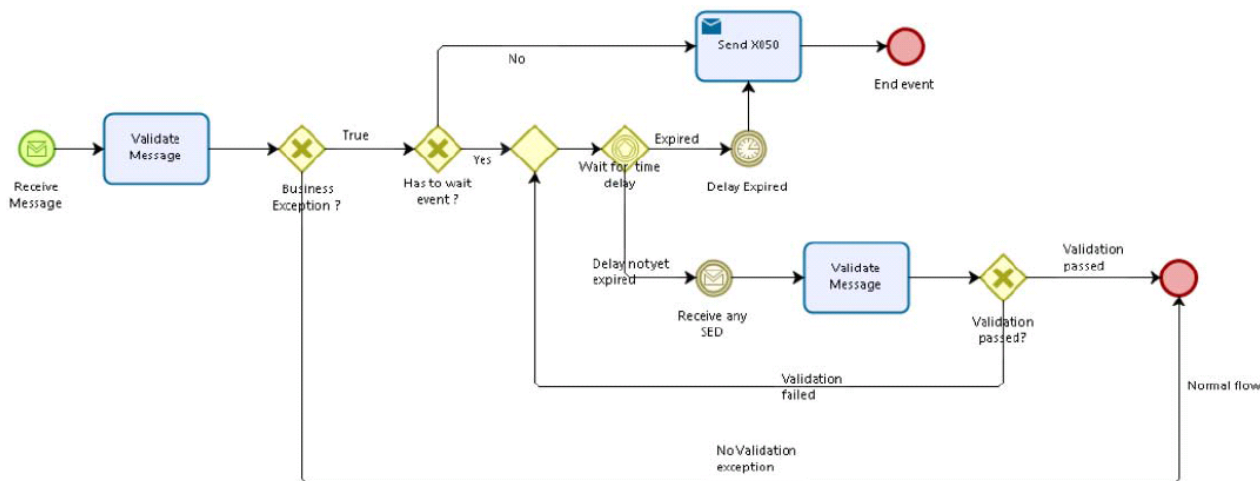 Send X050
No
End event
Validate
Message
True
Yes
Expired
Receive
Message
Business
Exception ?
Has to wait
event ?
Wait for time
delay
Delay Expired
Delay notyet
expired
Receive any
SED
Validate
Message
Validation
passed
Validation
passed?
Validation
failed
Normal flow
No Validation
exception